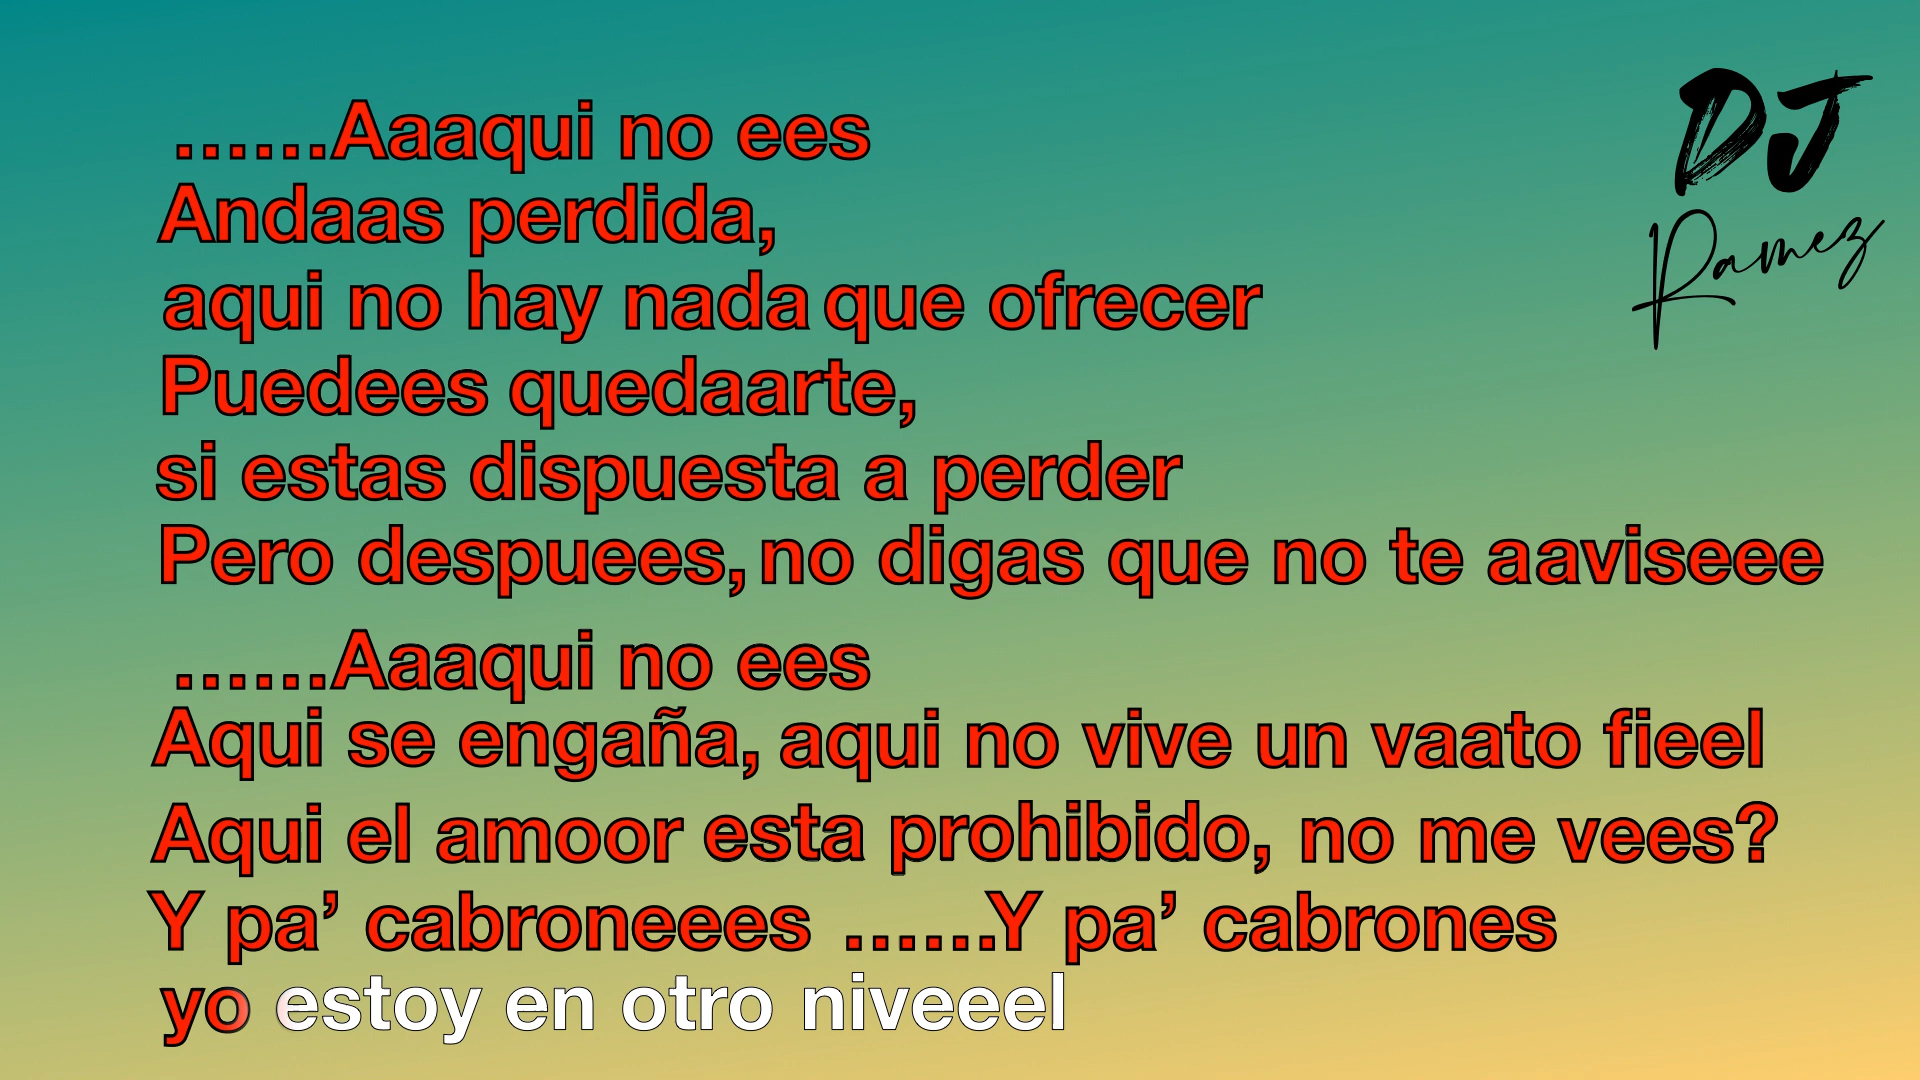 ......Aaaqui no ees
Andaas perdida,
aqui no hay nada que ofrecer
Puedees quedaarte,
si estas dispuesta a perder
Pero despuees, no digas que no te aaviseee
......Aaaqui no ees
Aqui se engaña, aqui no vive un vaato fieel
Aqui el amoor esta prohibido, no me vees?
Y pa’ cabroneees ......Y pa’ cabrones
yo estoy en otro niveeel
DJ
Ramez